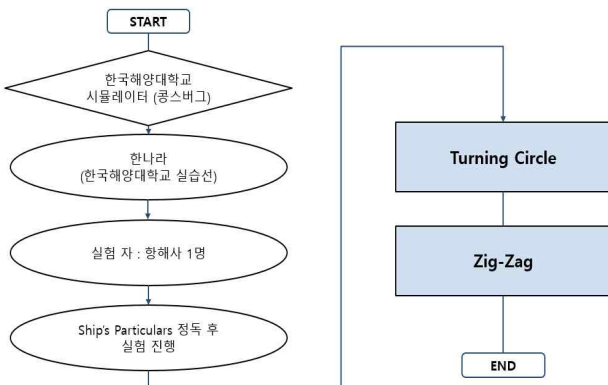 START
한국해양대학교
시뮬레이터 (콩스버그)
한나라
(한국해양대학교 실습선)
실험 자 : 항해사 1명
Ship's Particulars 정독 후
실험 진행
Turning Circle
Zig-Zag
END